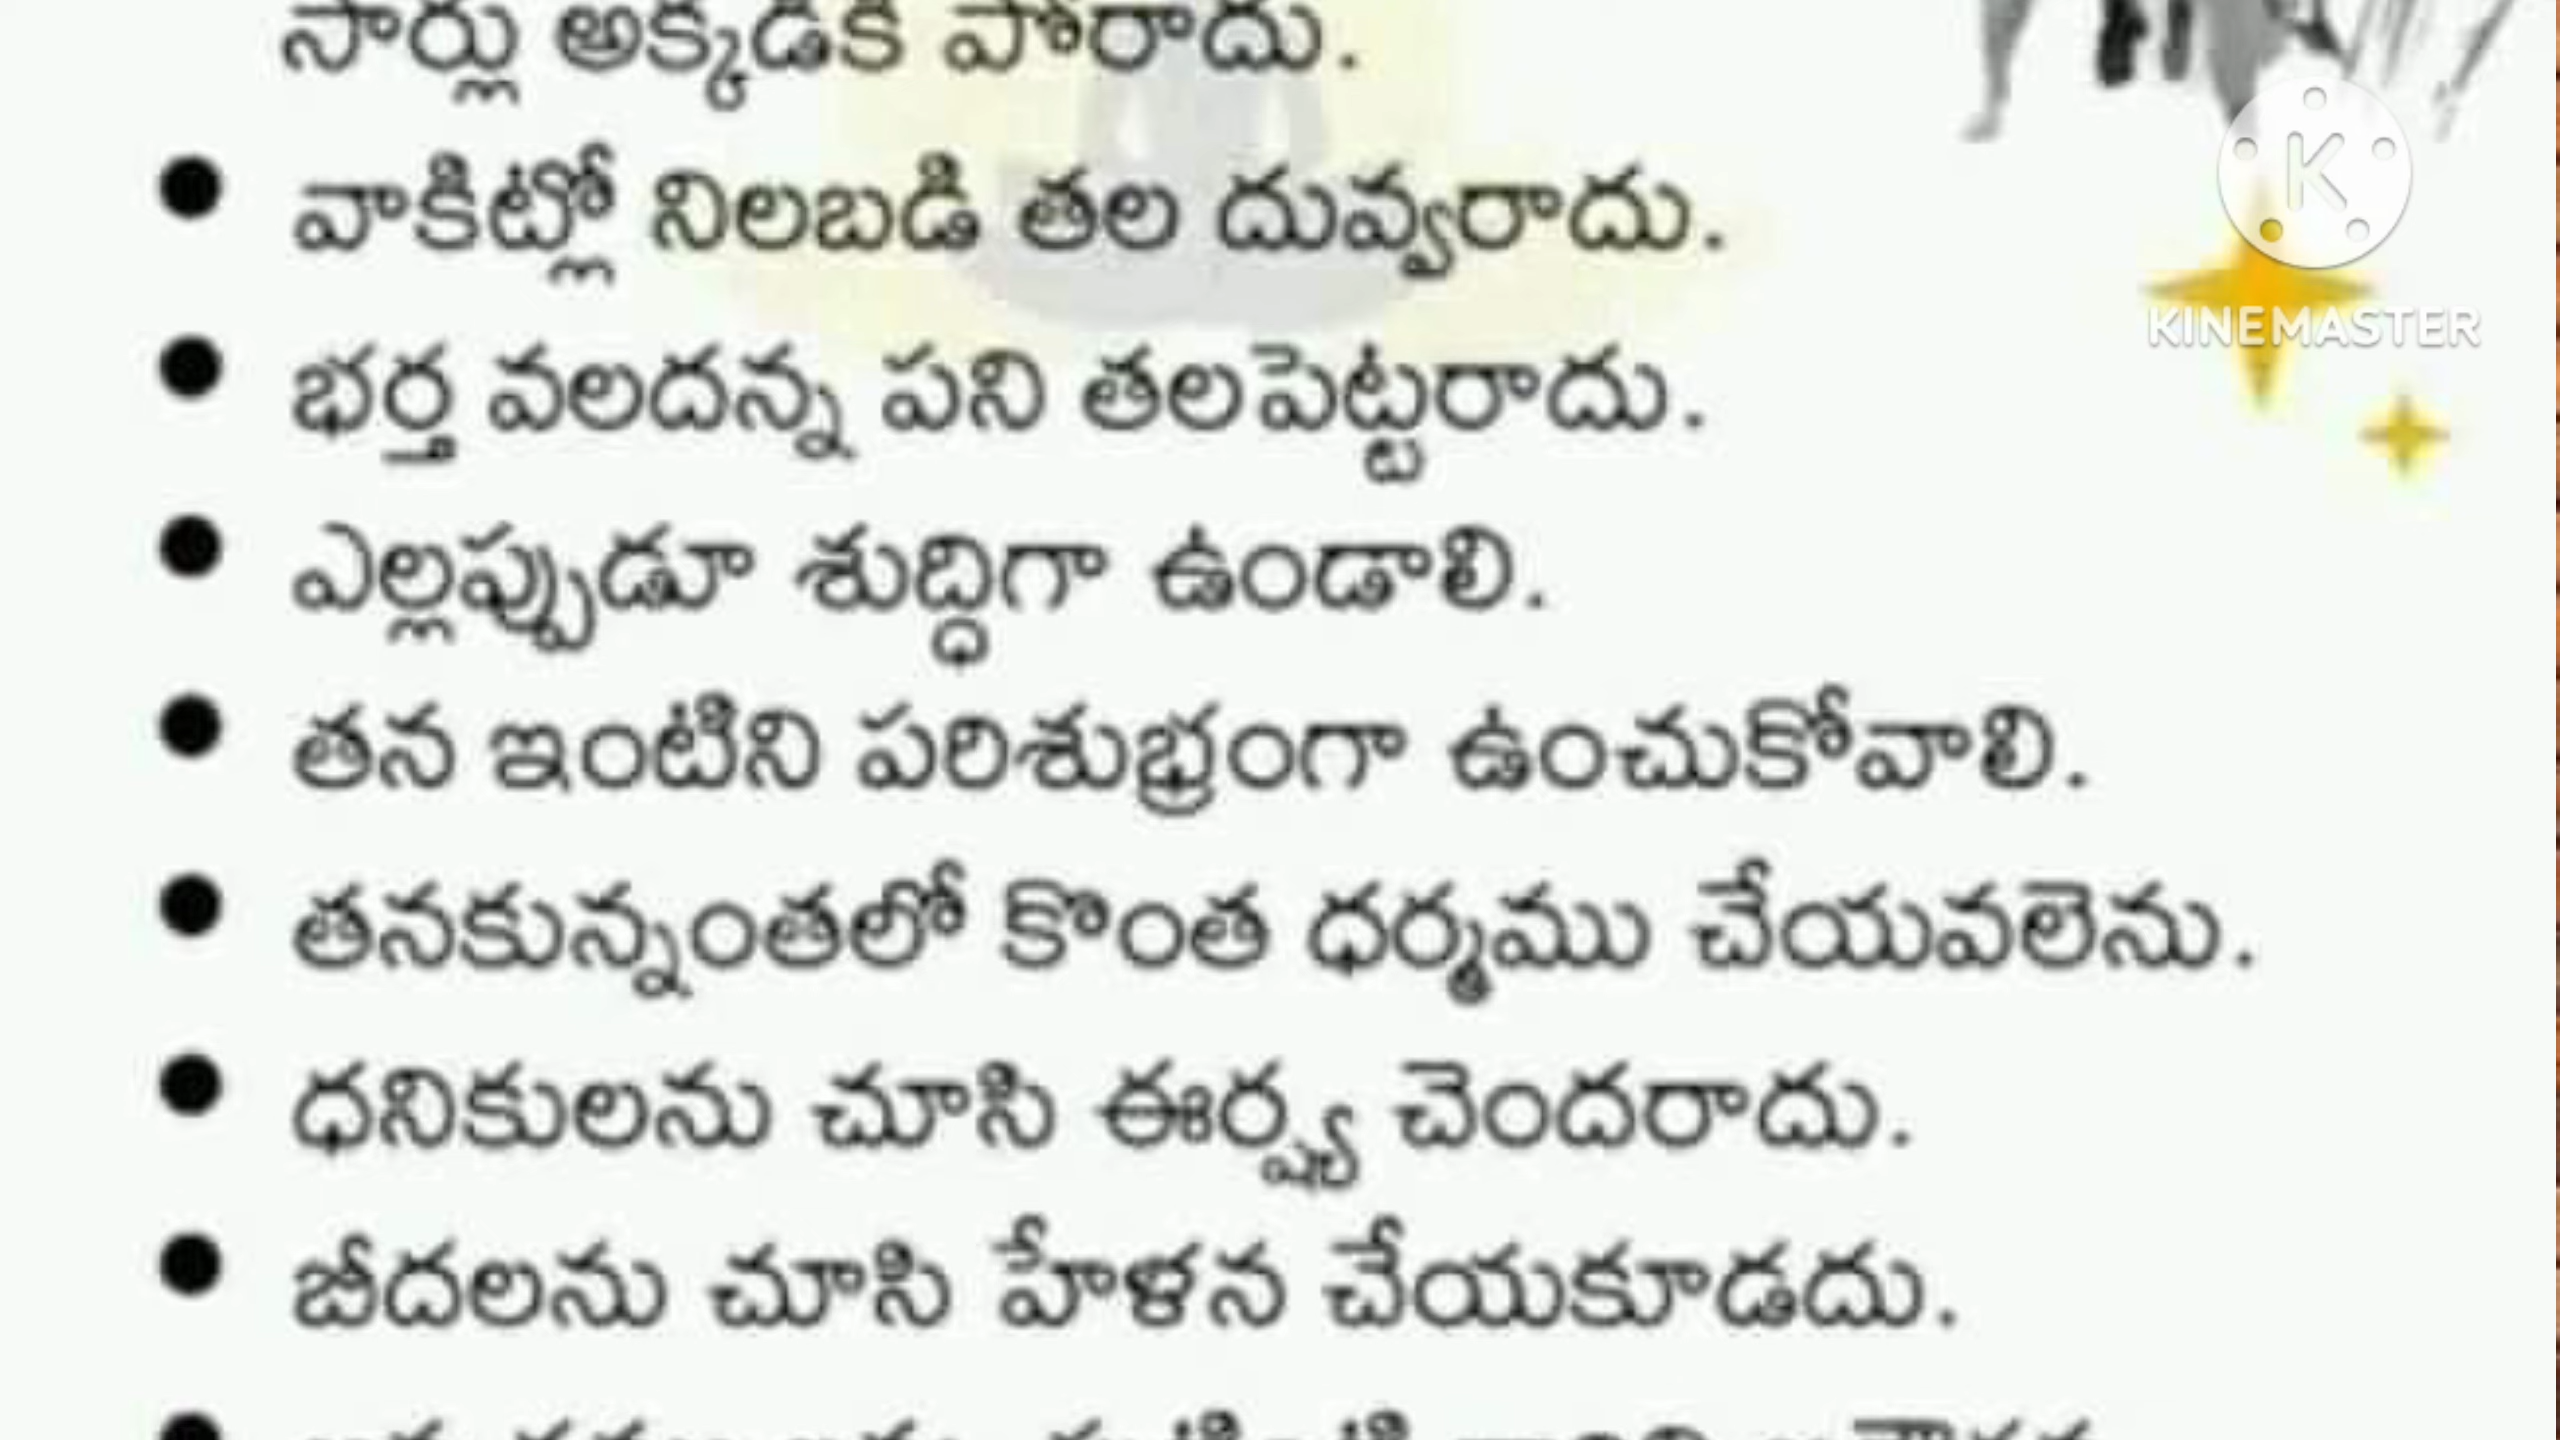 సార్లు అక్కడికి పోరాదు.
● వాకిట్లో నిలబడి తల దువ్వరాదు.
● భర్త వలదన్న పని తలపెట్టరాదు.
● ఎల్లప్పుడూ శుద్ధిగా ఉండాలి.
● తన ఇంటిని పరిశుభ్రంగా ఉంచుకోవాలి.
● తనకున్నంతలో కొంత ధర్మము చేయవలెను.
● ధనికులను చూసి ఈర్ష్య చెందరాదు.
● బీదలను చూసి హేళన చేయకూడదు.
KINEMASTER